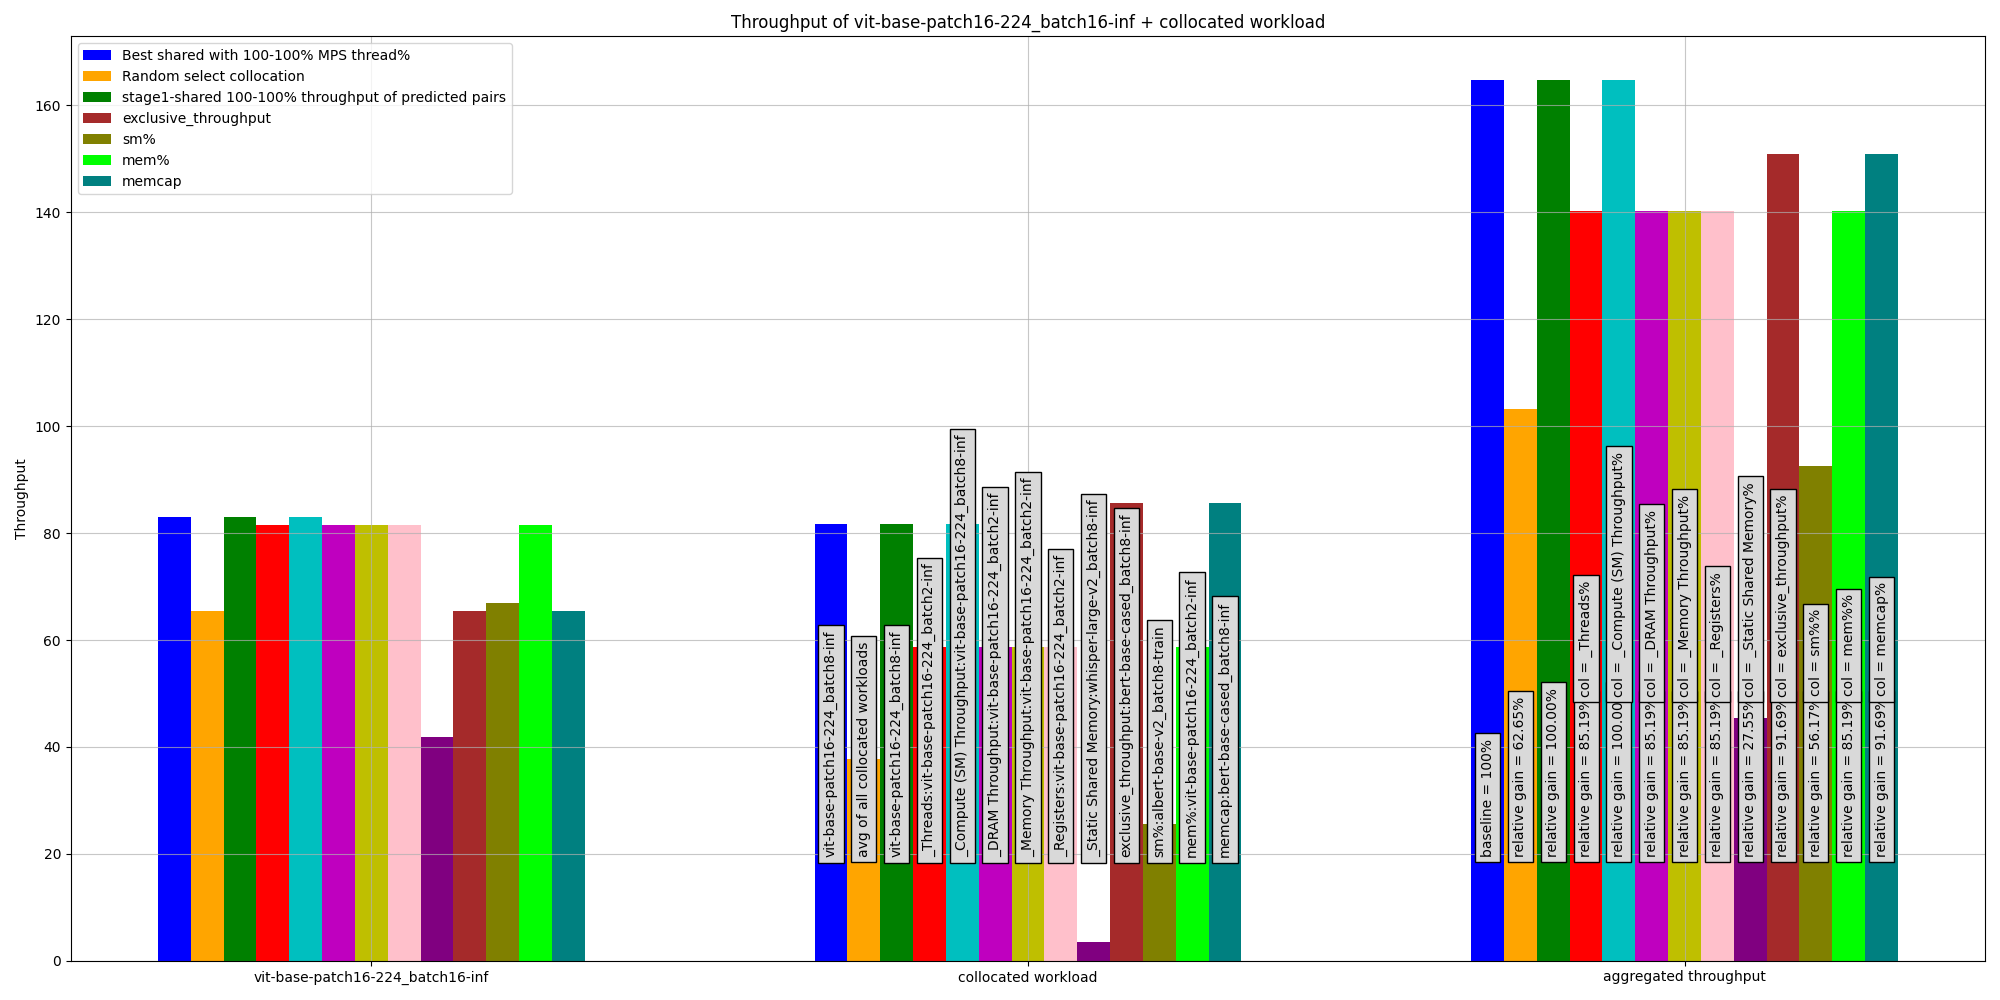 Throughput of vit-base-patch16-224_batch16-inf + collocated workload
Best shared with 100-100% MPS thread%
Random select collocation
stage1-shared 100-100% throughput of predicted pairs
exclusive_throughput
sm%
mem%
memcap
Throughput
160
140
120
100
80
60
40
20
0
vit-base-patch16-224_batch8-inf
avg of all collocated workloads
vit-base-patch16-224_batch8-inf
_Threads:vit-base-patch16-224_batch2-inf
_Compute (SM) Throughput:vit-base-patch16-224_batch8-inf
_DRAM Throughput:vit-base-patch16-224_batch2-inf
_Memory Throughput:vit-base-patch16-224_batch2-inf
_Registers:vit-base-patch16-224_batch2-inf
_Static Shared Memory:whisper-large-v2_batch8-inf
exclusive_throughput:bert-base-cased_batch8-inf
sm%:albert-base-v2_batch8-train
mem%:vit-base-patch16-224_batch2-inf
memcap:bert-base-cased_batch8-inf
baseline = 100%
relative gain = 62.65%
relative gain = 100.00%
relative gain = 85.19%
col = _Threads%
relative gain = 100.00
col = _Compute (SM) Throughput%
relative gain = 85.19%
col = _DRAM Throughput%
relative gain = 85.19%
col = _Memory Throughput%
relative gain = 85.19%
col = _Registers%
relative gain = 27.55%
col = _Static Shared Memory%
relative gain = 91.69%
col = exclusive_throughput%
relative gain = 56.17%
col = sm%%
relative gain = 85.19%
col = mem%%
relative gain = 91.69%
col = memcap%
vit-base-patch16-224_batch16-inf
collocated workload
aggregated throughput